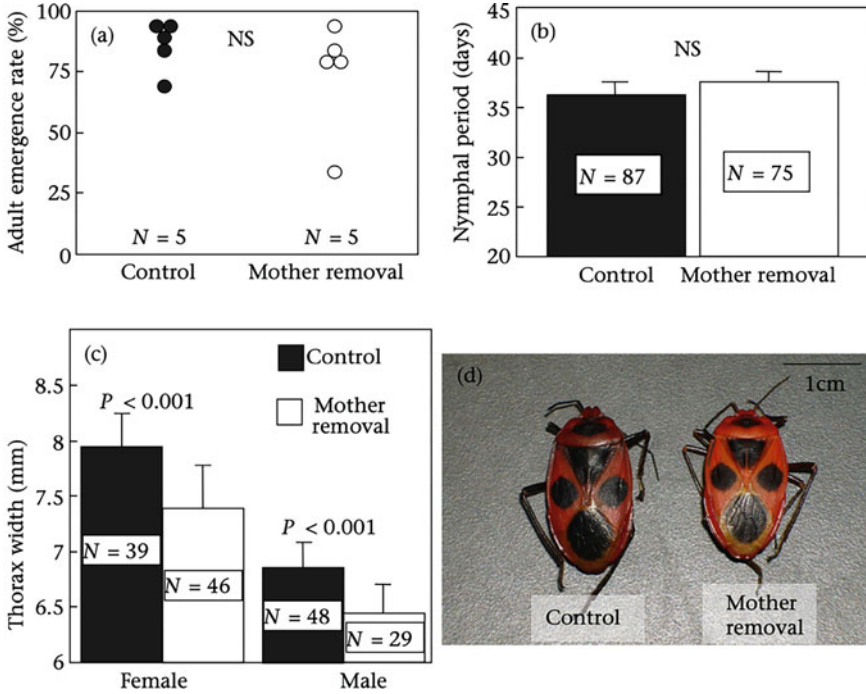 (a)
NS
Adult emergence rate (%)
100
75
50
25
0
N = 5
N = 5
Control
Mother removal
(b)
NS
Nymphal period (days)
40
35
30
25
20
N = 87
N = 75
Control
Mother removal
(c)
Control
Mother
removal
Thorax width (mm)
8.5
8
7.5
7
6.5
6
P < 0.001
P < 0.001
N = 39
N = 46
N = 48
N = 29
Female
Male
(d)
1cm
Control
Mother
removal